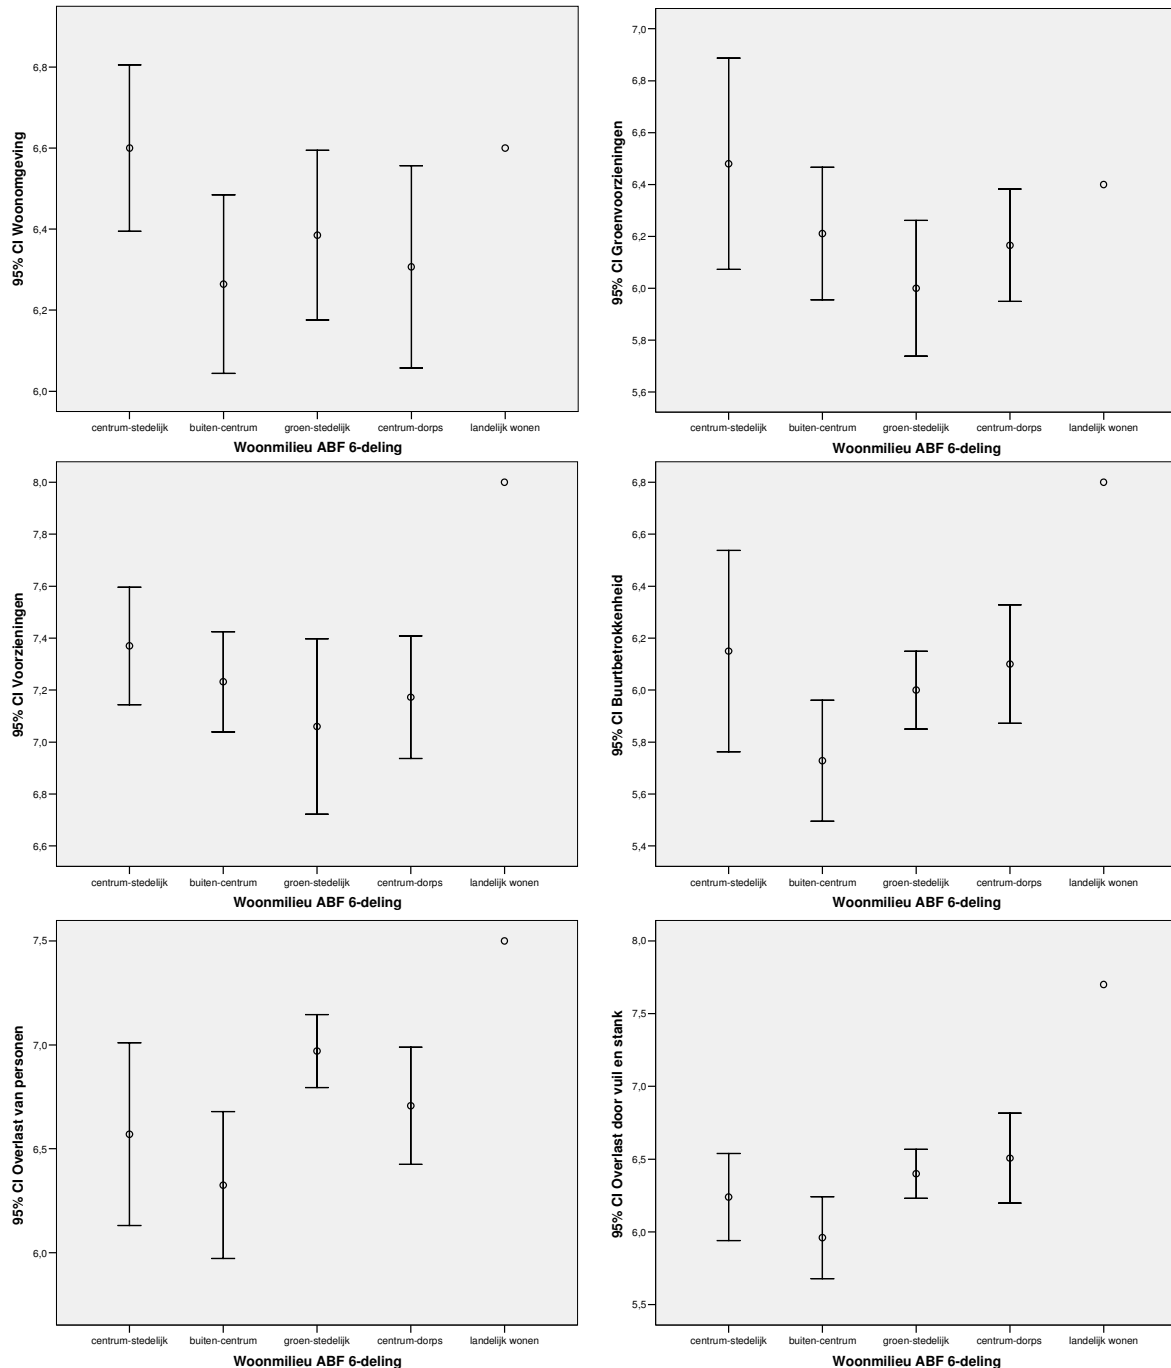 95% CI Woonomgeving
6,8
6,6
6,4
6,2
6,0
centrum-stedelijk buiten-centrum groen-stedelijk centrum-dorps landelijk wonen
Woonmilieu ABF 6-deling
95% CI Groenvoorzieningen
7,0
6,8
6,6
6,4
6,2
6,0
5,8
5,6
centrum-stedelijk buiten-centrum groen-stedelijk centrum-dorps landelijk wonen
Woonmilieu ABF 6-deling
95% CI Voorzieningen
8,0
7,8
7,6
7,4
7,2
7,0
6,8
6,6
centrum-stedelijk buiten-centrum groen-stedelijk centrum-dorps landelijk wonen
Woonmilieu ABF 6-deling
95% CI Buurtbetrokkenheid
6,8
6,6
6,4
6,2
6,0
5,8
5,6
5,4
centrum-stedelijk buiten-centrum groen-stedelijk centrum-dorps landelijk wonen
Woonmilieu ABF 6-deling
95% CI Overlast van personen
7,5
7,0
6,5
6,0
centrum-stedelijk buiten-centrum groen-stedelijk centrum-dorps landelijk wonen
Woonmilieu ABF 6-deling
95% CI Overlast door vuil en stank
8,0
7,5
7,0
6,5
6,0
5,5
centrum-stedelijk buiten-centrum groen-stedelijk centrum-dorps landelijk wonen
Woonmilieu ABF 6-deling